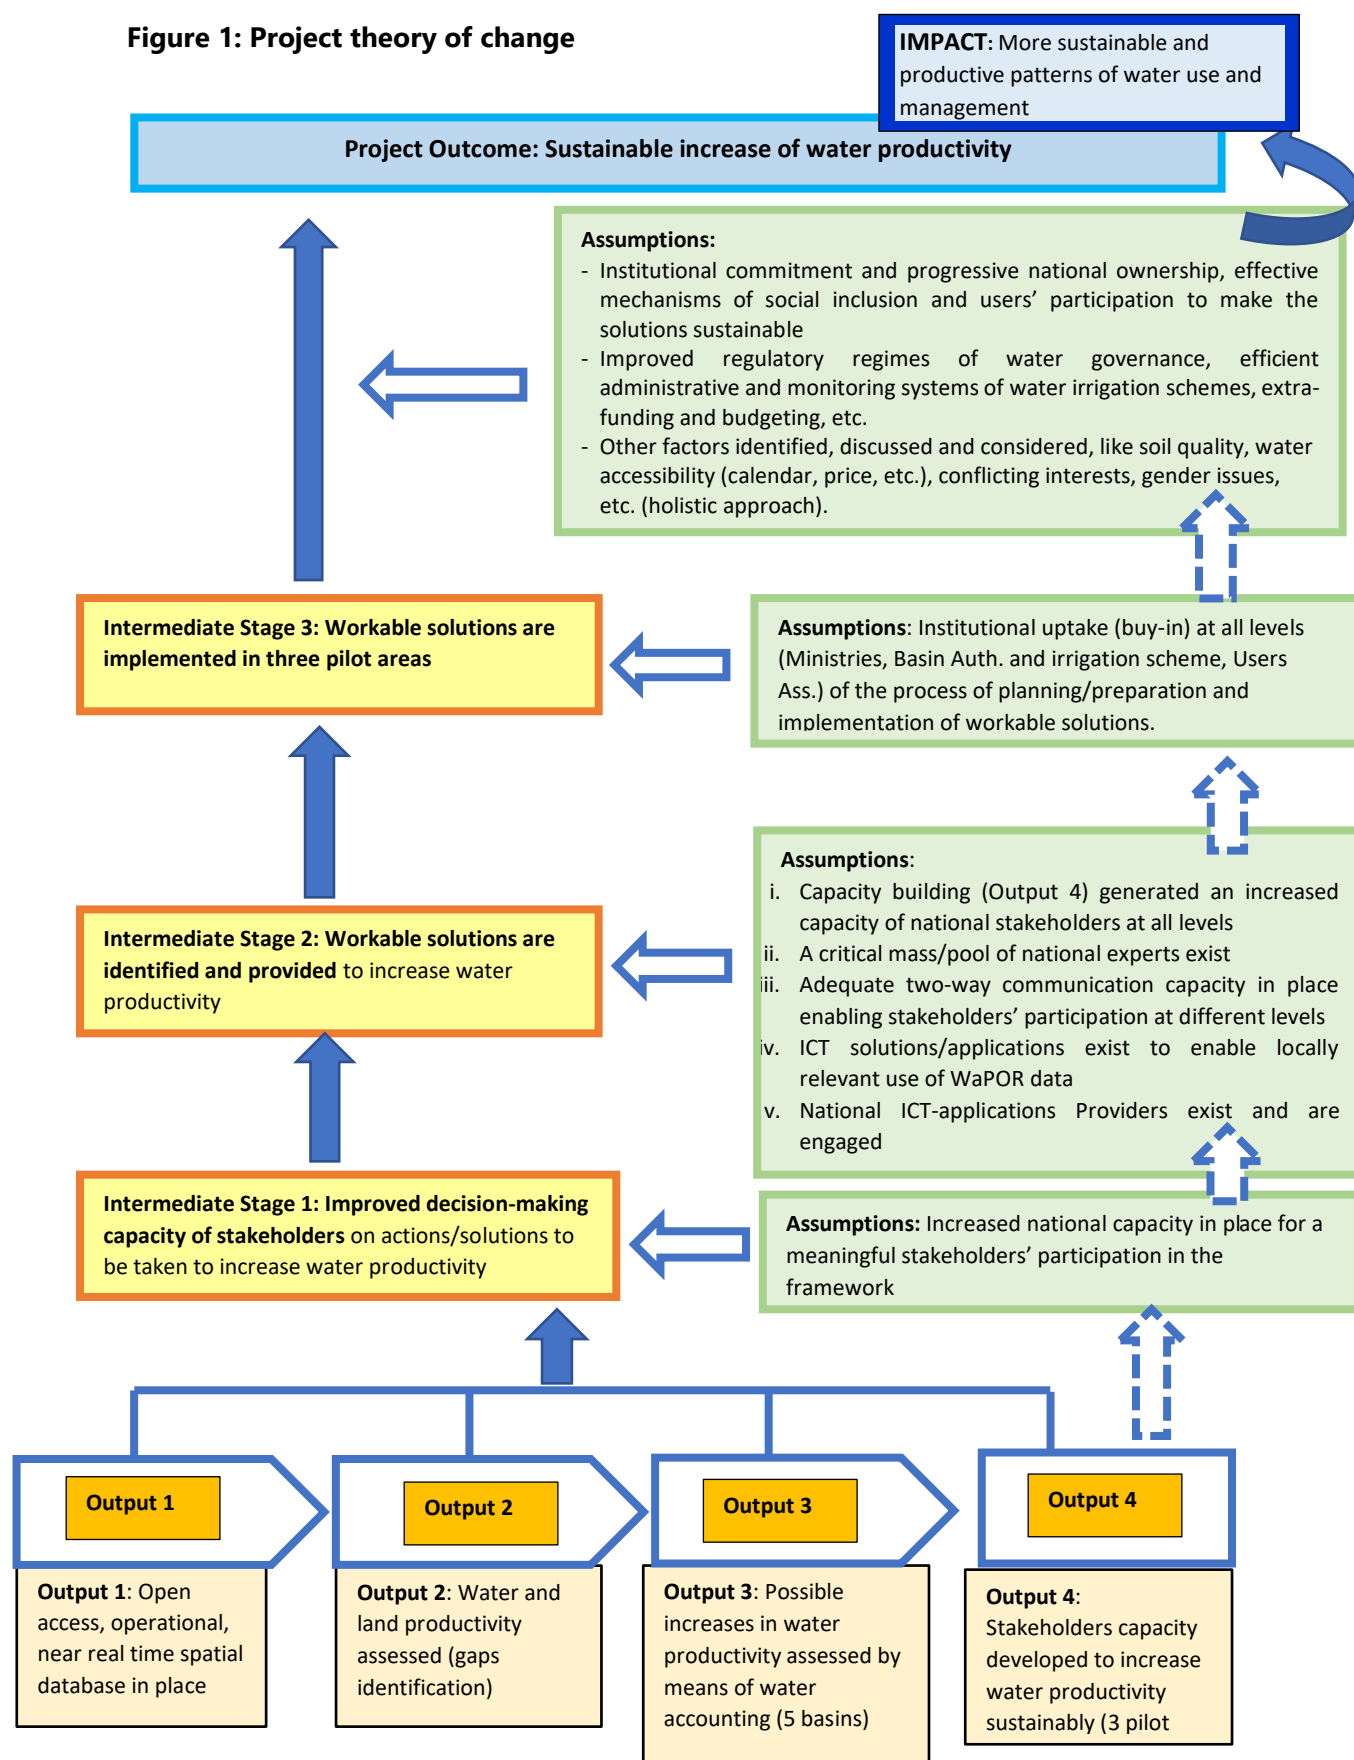 Figure 1: Project theory of change
IMPACT: More sustainable and
productive patterns of water use and
management
Project Outcome: Sustainable increase of water productivity
Assumptions:
- Institutional commitment and progressive national ownership, effective
mechanisms of social inclusion and users’ participation to make the
solutions sustainable
- Improved regulatory regimes of water governance, efficient
administrative and monitoring systems of water irrigation schemes, extra-
funding and budgeting, etc.
- Other factors identified, discussed and considered, like soil quality, water
accessibility (calendar, price, etc.), conflicting interests, gender issues,
etc. (holistic approach).
Intermediate Stage 3: Workable solutions are
implemented in three pilot areas
Assumptions: Institutional uptake (buy-in) at all levels
(Ministries, Basin Auth. and irrigation scheme, Users
Ass.) of the process of planning/preparation and
implementation of workable solutions.
Assumptions:
i. Capacity building (Output 4) generated an increased
capacity of national stakeholders at all levels
ii. A critical mass/pool of national experts exist
iii. Adequate two-way communication capacity in place
enabling stakeholders’ participation at different levels
iv. ICT solutions/applications exist to enable locally
relevant use of WaPOR data
v. National ICT-applications Providers exist and are
engaged
Intermediate Stage 2: Workable solutions are
identified and provided to increase water
productivity
Intermediate Stage 1: Improved decision-making
capacity of stakeholders on actions/solutions to
be taken to increase water productivity
Assumptions: Increased national capacity in place for a
meaningful stakeholders’ participation in the
framework
Output 1
Output 2
Output 3
Output 4
Output 1: Open
access, operational,
near real time spatial
database in place
Output 2: Water and
land productivity
assessed (gaps
identification)
Output 3: Possible
increases in water
productivity assessed by
means of water
accounting (5 basins)
Output 4:
Stakeholders capacity
developed to increase
water productivity
sustainably (3 pilot